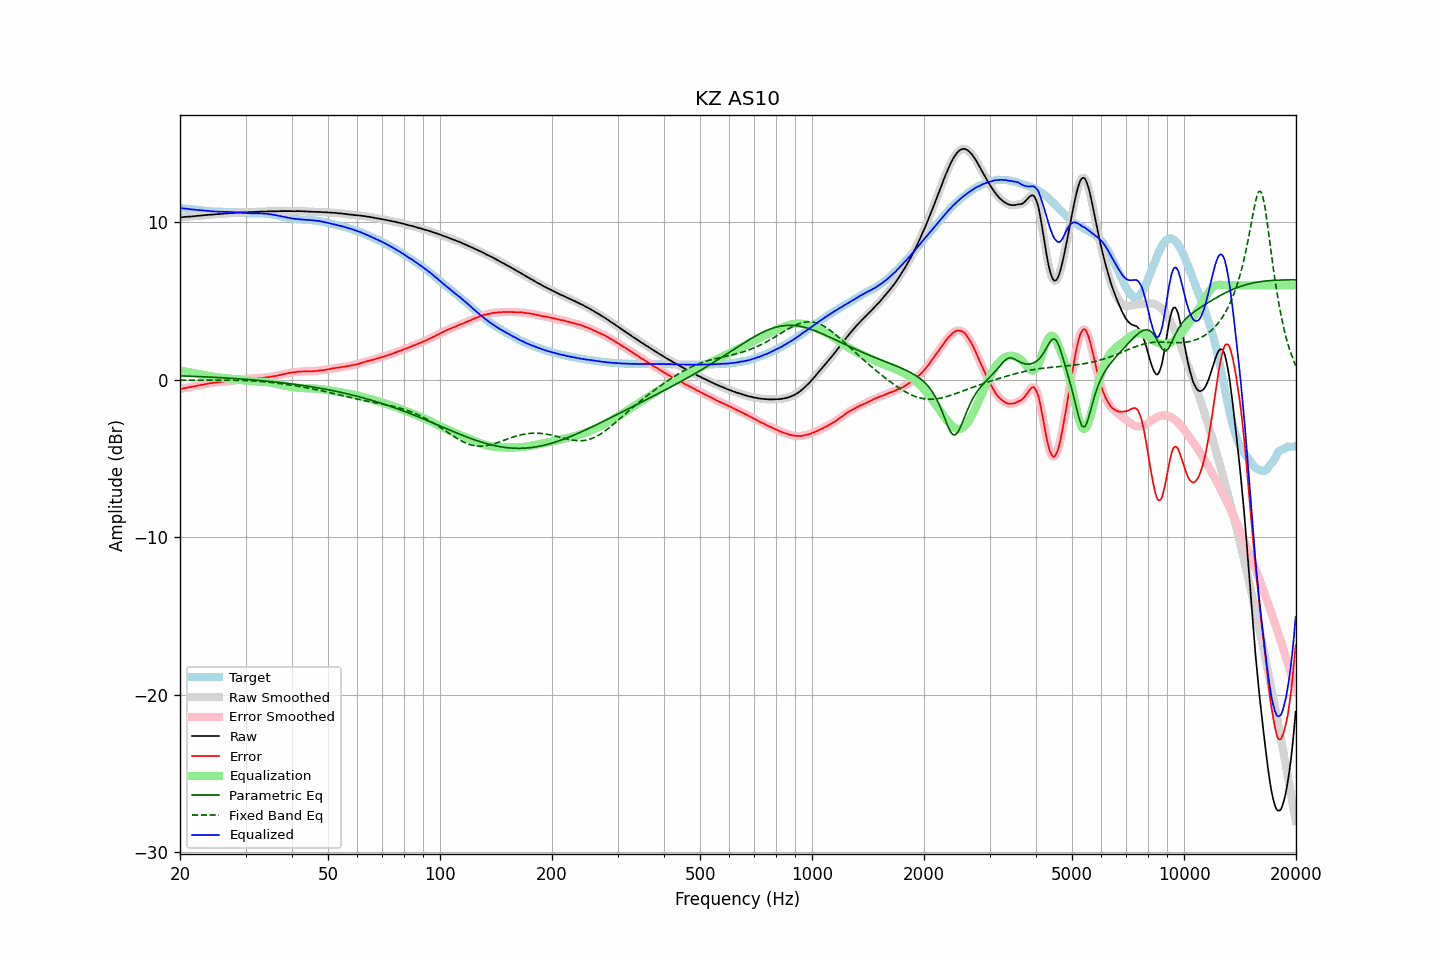 KZ AS10
Amplitude (dBr)
10
0
−10
−20
−30
Target
Raw Smoothed
Error Smoothed
Raw
Error
Equalization
Parametric Eq
Fixed Band Eq
Equalized
20 50 100 200 500 1000 2000 5000 10000 20000
Frequency (Hz)